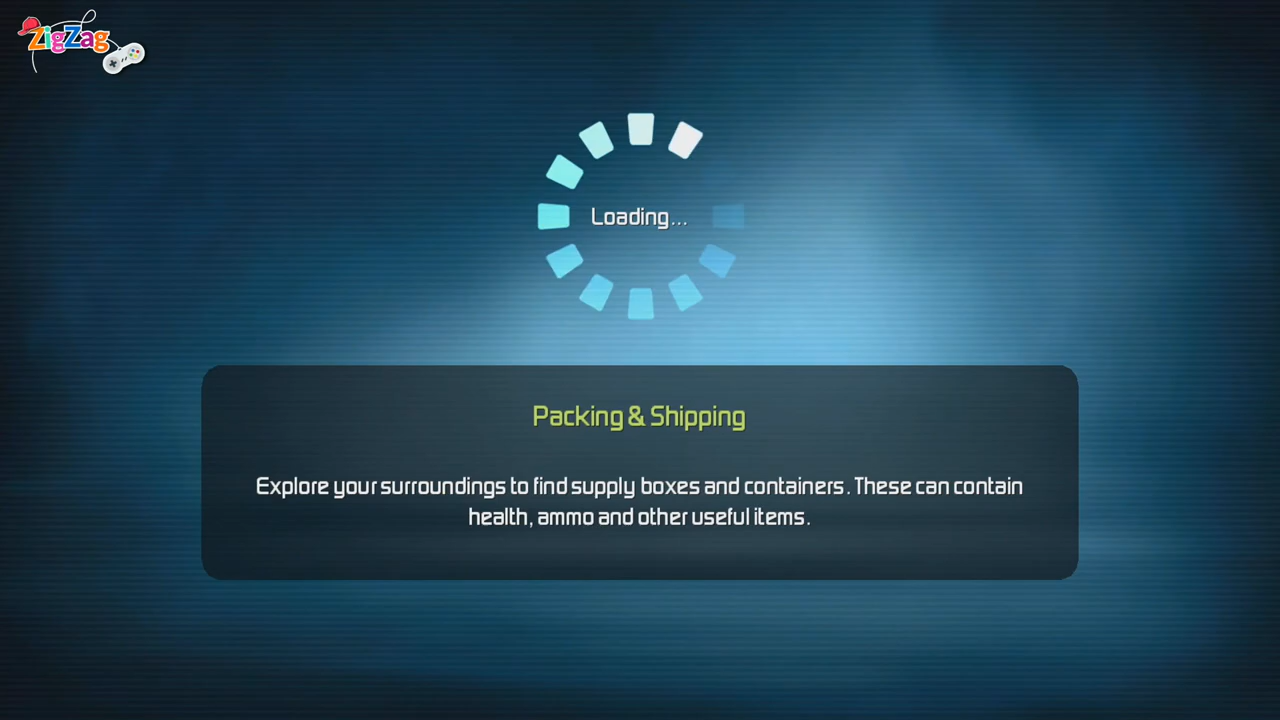 ZigZag
Loading...
Packing & Shipping
Explore your surroundings to find supply boxes and containers. These can contain
health, ammo and other useful items.